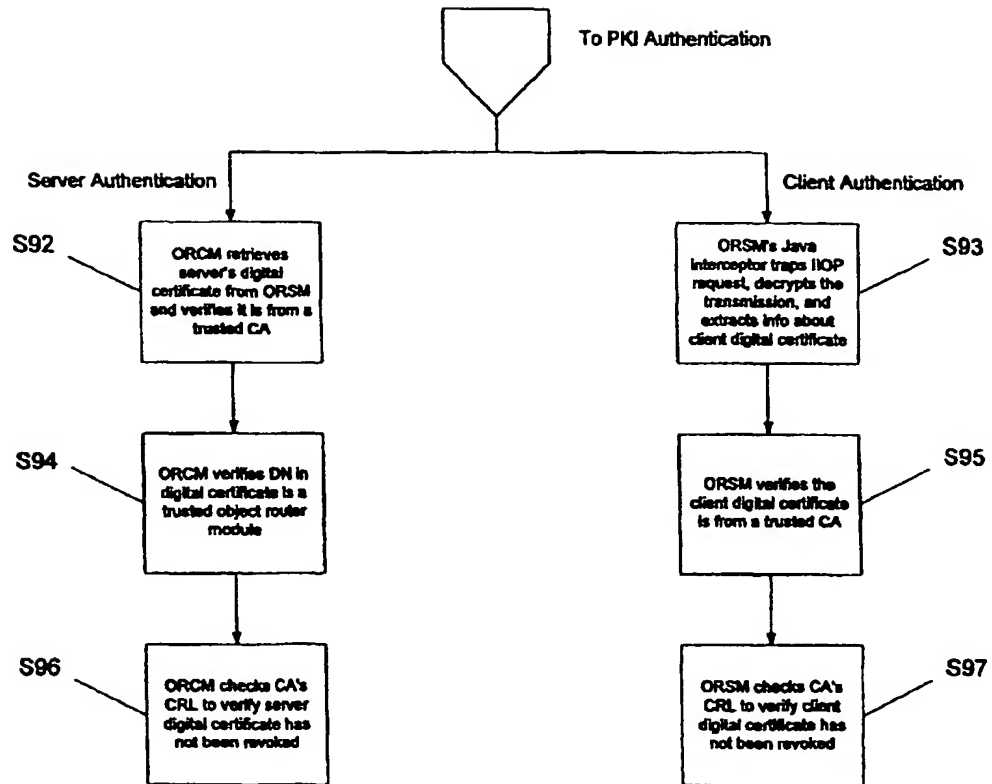 To PKI Authentication
Server Authentication
Client Authentication
S92
ORCM retrieves
server's digital
certificate from ORSM
and verifies it is from a
trusted CA
S93
ORSM's Java
interceptor traps IIOP
request, decrypts the
transmission, and
extracts info about
client digital certificate
S94
ORCM verifies DN in
digital certificate is a
trusted object router
module
S95
ORSM verifies the
client digital certificate
is from a trusted CA
S96
ORCM checks CA's
CRL to verify server
digital certificate has
not been revoked
S97
ORSM checks CA's
CRL to verify client
digital certificate has
not been revoked